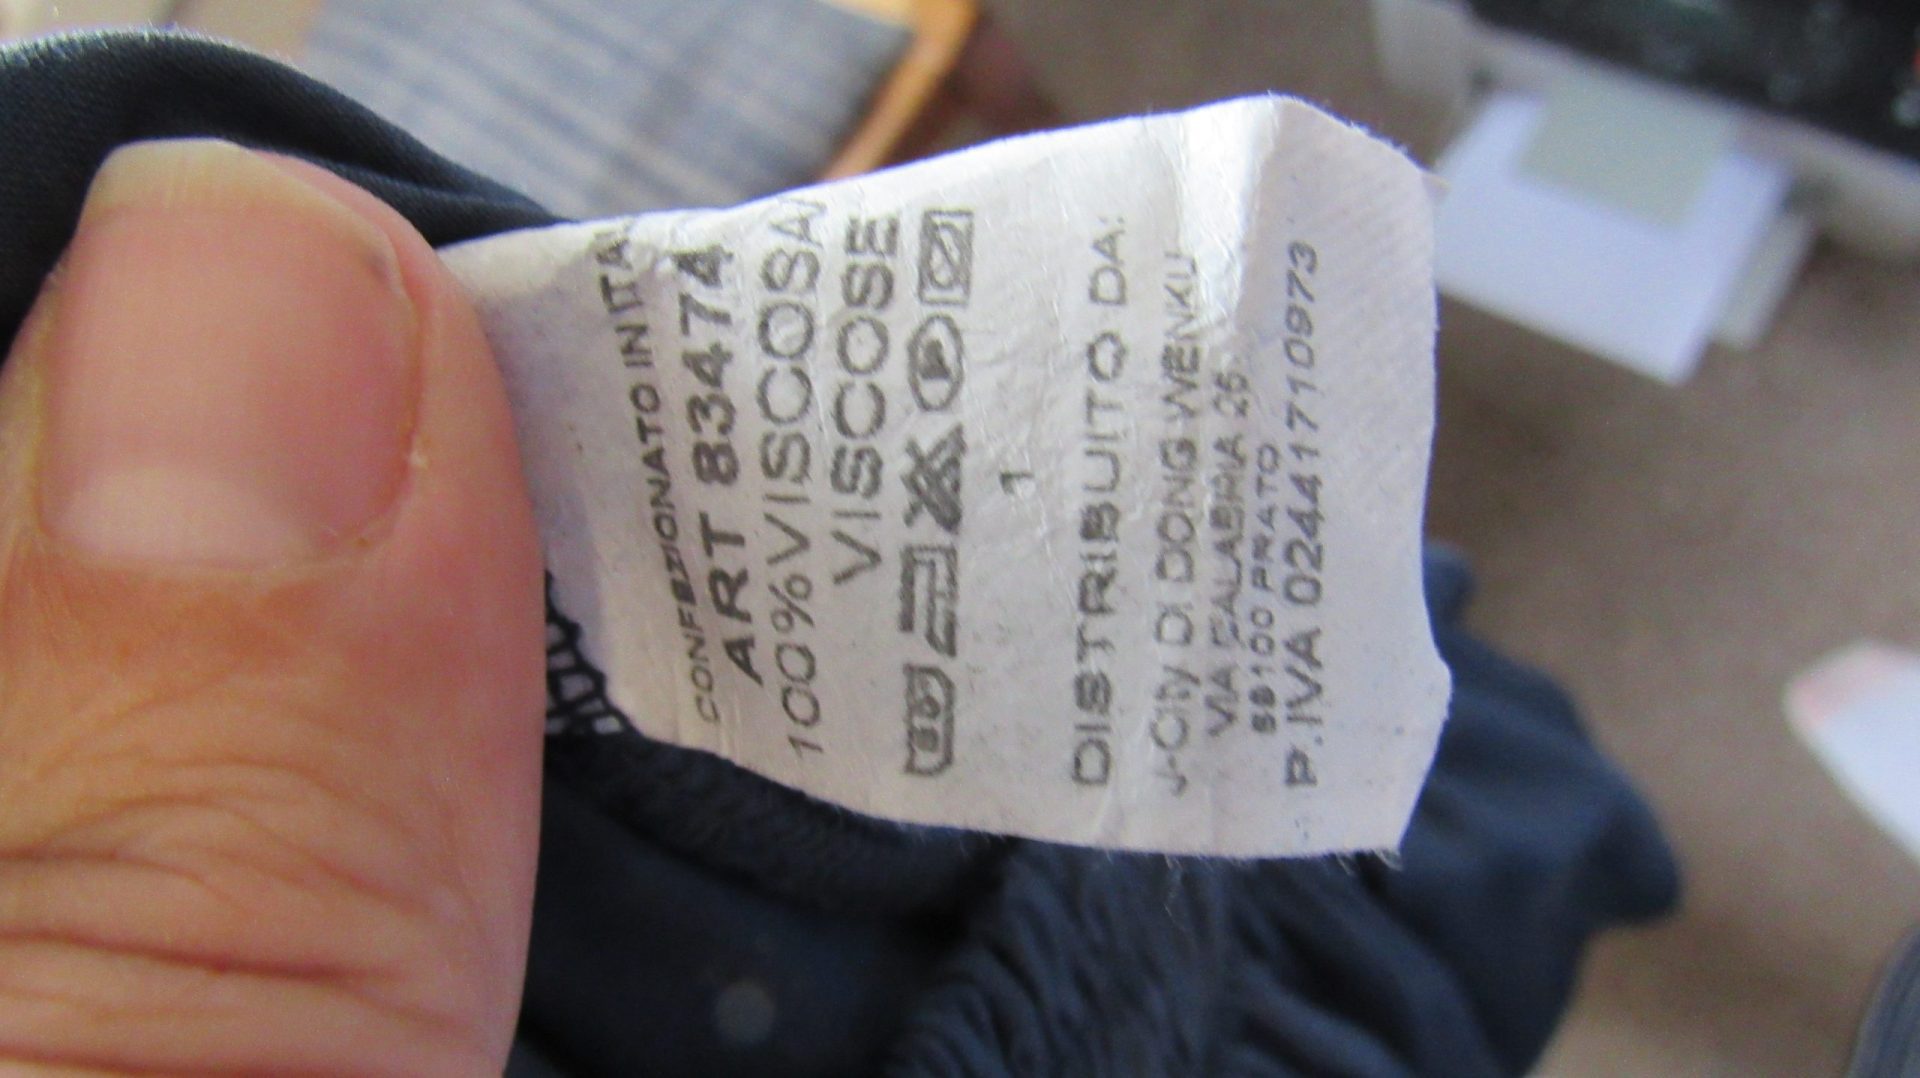 CONFEZIONATO IN ITA
ART 83474
100%VISCOSA/
VISCOSE
30 P
1
DISTRIBUITO DA:
J-City DI DONG WENKU
VIA CALABRIA 25
59100 PRATO
P.IVA 02441710973